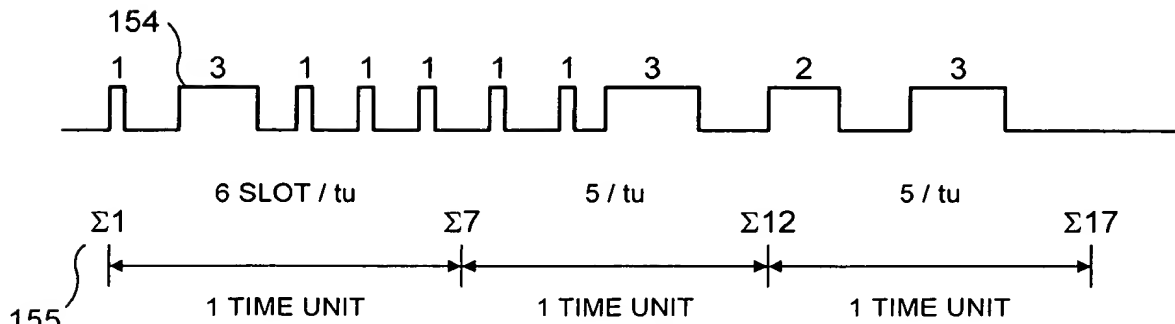 154
1 3 1 1 1 1 1 3 2 3
6 SLOT / tu 5 / tu 5 / tu
Σ1 Σ7 Σ12 Σ17
155
1 TIME UNIT 1 TIME UNIT 1 TIME UNIT